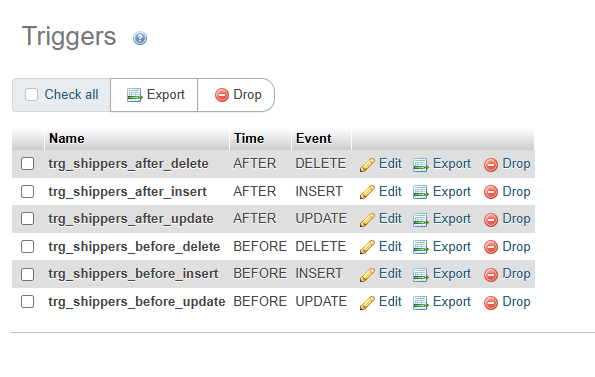 Triggers
Check all Export Drop
Name Time Event
trg_shippers_after_delete AFTER DELETE Edit Export Drop
trg_shippers_after_insert AFTER INSERT Edit Export Drop
trg_shippers_after_update AFTER UPDATE Edit Export Drop
trg_shippers_before_delete BEFORE DELETE Edit Export Drop
trg_shippers_before_insert BEFORE INSERT Edit Export Drop
trg_shippers_before_update BEFORE UPDATE Edit Export Drop